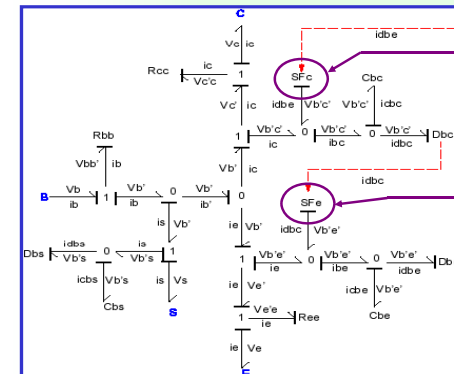 C
idbe
Vc ic
ic
Rcc
Vc'c
1
SFc
Cbc
Vc' ic
idbe Vb'c'
Vb'c' idbc
1
Vb'c'
ic
0
Vb'c'
ibc
0
Vb'c'
idbc
Dbc
Rbb
Vbb' ib
Vb' ic
idbc
B
Vb
ib
1
Vb'
ib
0
Vb'
ib'
0
SFe
is Vb'
ie Vb'
idbc Vb'e'
Dbs
idbs
Vb's
0
is
Vb's
1
1
Vb'e'
ie
0
Vb'e'
ibe
0
Vb'e'
idbe
Db
icbs Vb's
is Vs
ie Ve'
icbe Vb'e'
Cbs
S
Cbe
1
Ve'e
ie
Ree
ie Ve